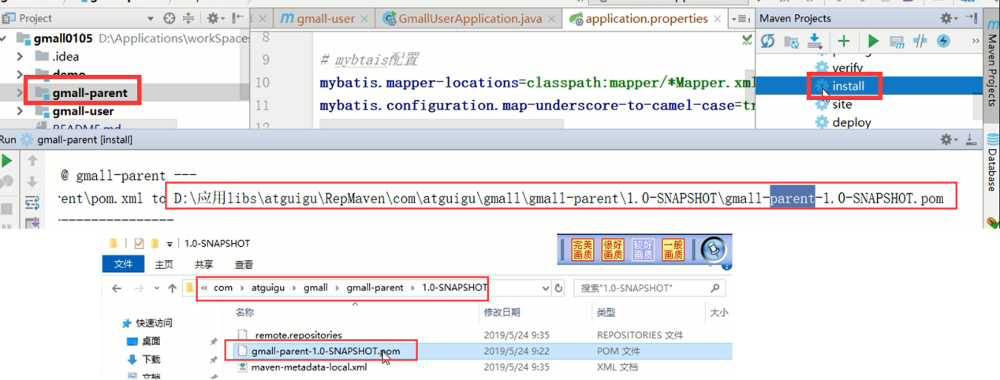 Project
gmall-user
GmallUserApplication.java
application.properties
Maven Projects
gmall0105 D:\Applications\workSpaces
.idea
demo
gmall-parent
gmall-user
README.md
8
9 # mybtais配置
10 mybatis.mapper-locations=classpath:mapper/*Mapper.xml
11 mybatis.configuration.map-underscore-to-camel-case=tr
12
verify
install
site
deploy
Maven Projects
Database
Run gmall-parent [install]
@ gmall-parent ---
rent\pom.xml to D:\应用libs\atguigu\RepMaven\com\atguigu\gmall\gmall-parent\1.0-SNAPSHOT\gmall-parent-1.0-SNAPSHOT.pom
----------------
1.0-SNAPSHOT
完美画质
很好画质
较好画质
一般画质
文件 主页 共享 查看
« com › atguigu › gmall › gmall-parent › 1.0-SNAPSHOT
搜索"1.0-SNAPSHOT"
名称 修改日期 类型 大小
快速访问
桌面
下载
文档
_remote.repositories 2019/5/24 9:35 REPOSITORIES 文件
gmall-parent-1.0-SNAPSHOT.pom 2019/5/24 9:22 POM 文件
maven-metadata-local.xml 2019/5/24 9:35 XML 文档